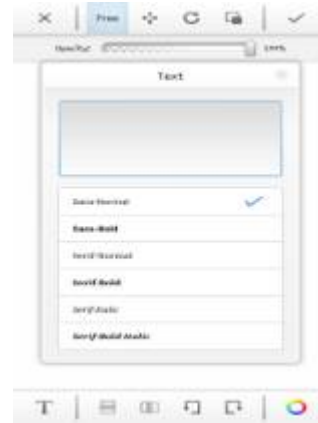 Free
Opacity: 100%
Text
Sans-Normal
Sans-Bold
Serif-Normal
Serif-Bold
Serif-Italic
Serif-Bold-Italic
T